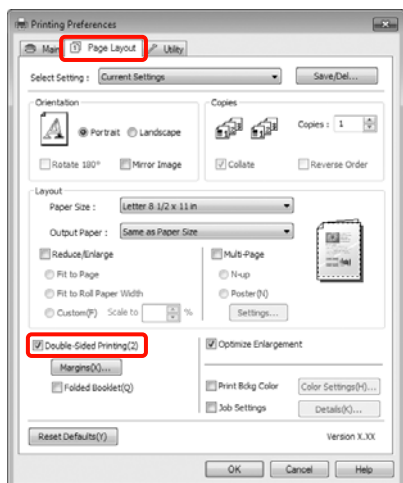 Printing Preferences
Main Page Layout Utility
Select Setting : Current Settings Save/Del...
Orientation
Portrait Landscape
Rotate 180° Mirror Image
Copies
Copies : 1
Collate Reverse Order
Layout
Paper Size : Letter 8 1/2 x 11 in
Output Paper : Same as Paper Size
Reduce/Enlarge
Fit to Page
Fit to Roll Paper Width
Custom(F) Scale to %
Multi-Page
N-up
Poster(N)
Settings...
Double-Sided Printing(2)
Margins(X)...
Folded Booklet(Q)
Optimize Enlargement
Print Bckg Color Color Settings(H)...
Job Settings Details(K)...
Reset Defaults(Y) Version X.XX
OK Cancel Help